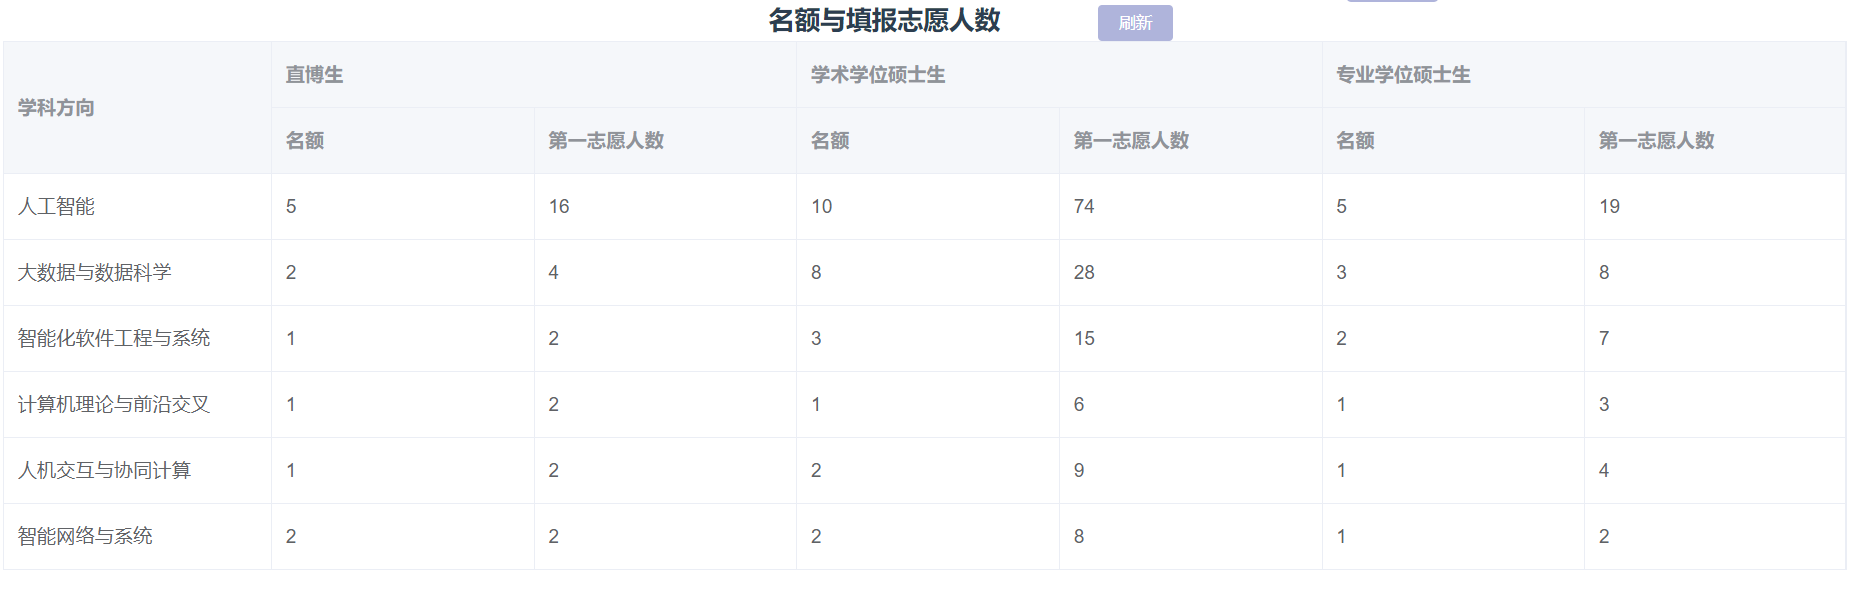 名额与填报志愿人数
刷新
学科方向 直博生 学术学位硕士生 专业学位硕士生
名额 第一志愿人数 名额 第一志愿人数 名额 第一志愿人数
人工智能 5 16 10 74 5 19
大数据与数据科学 2 4 8 28 3 8
智能化软件工程与系统 1 2 3 15 2 7
计算机理论与前沿交叉 1 2 1 6 1 3
人机交互与协同计算 1 2 2 9 1 4
智能网络与系统 2 2 2 8 1 2